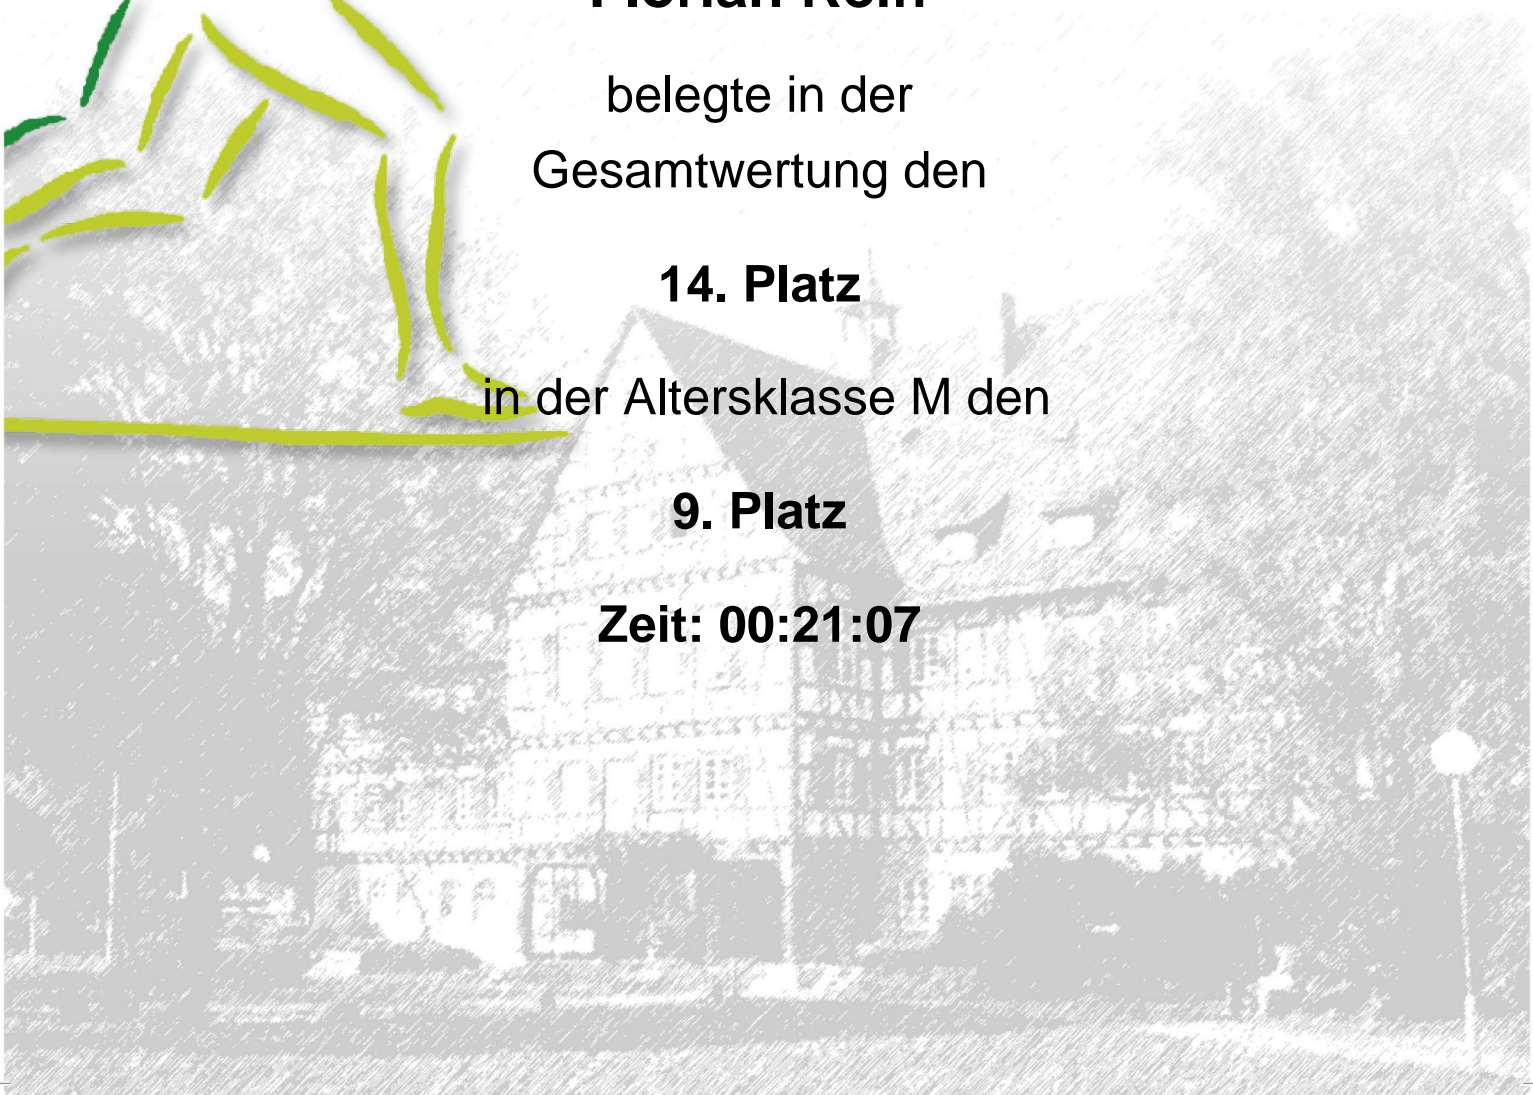 belegte in der
Gesamtwertung den
14. Platz
in der Altersklasse M den
9. Platz
Zeit: 00:21:07